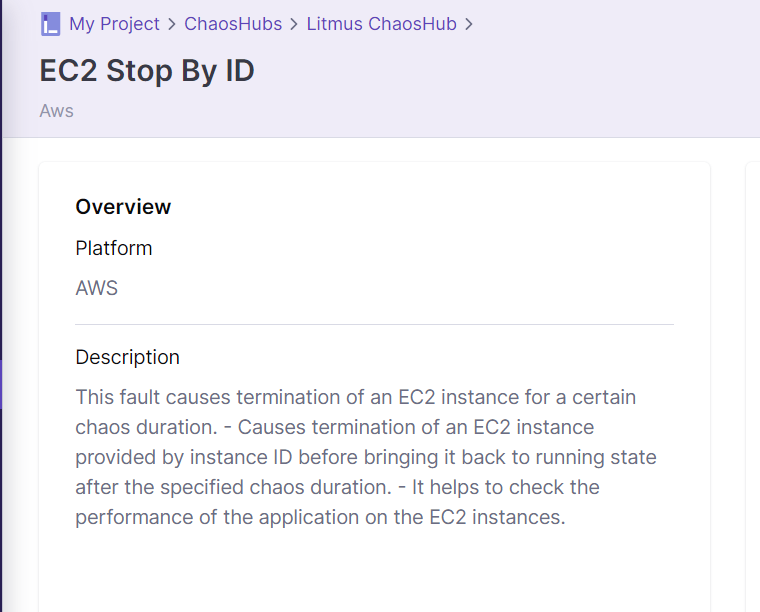 My Project > ChaosHubs > Litmus ChaosHub >
EC2 Stop By ID
Aws
Overview
Platform
AWS
Description
This fault causes termination of an EC2 instance for a certain
chaos duration. - Causes termination of an EC2 instance
provided by instance ID before bringing it back to running state
after the specified chaos duration. - It helps to check the
performance of the application on the EC2 instances.